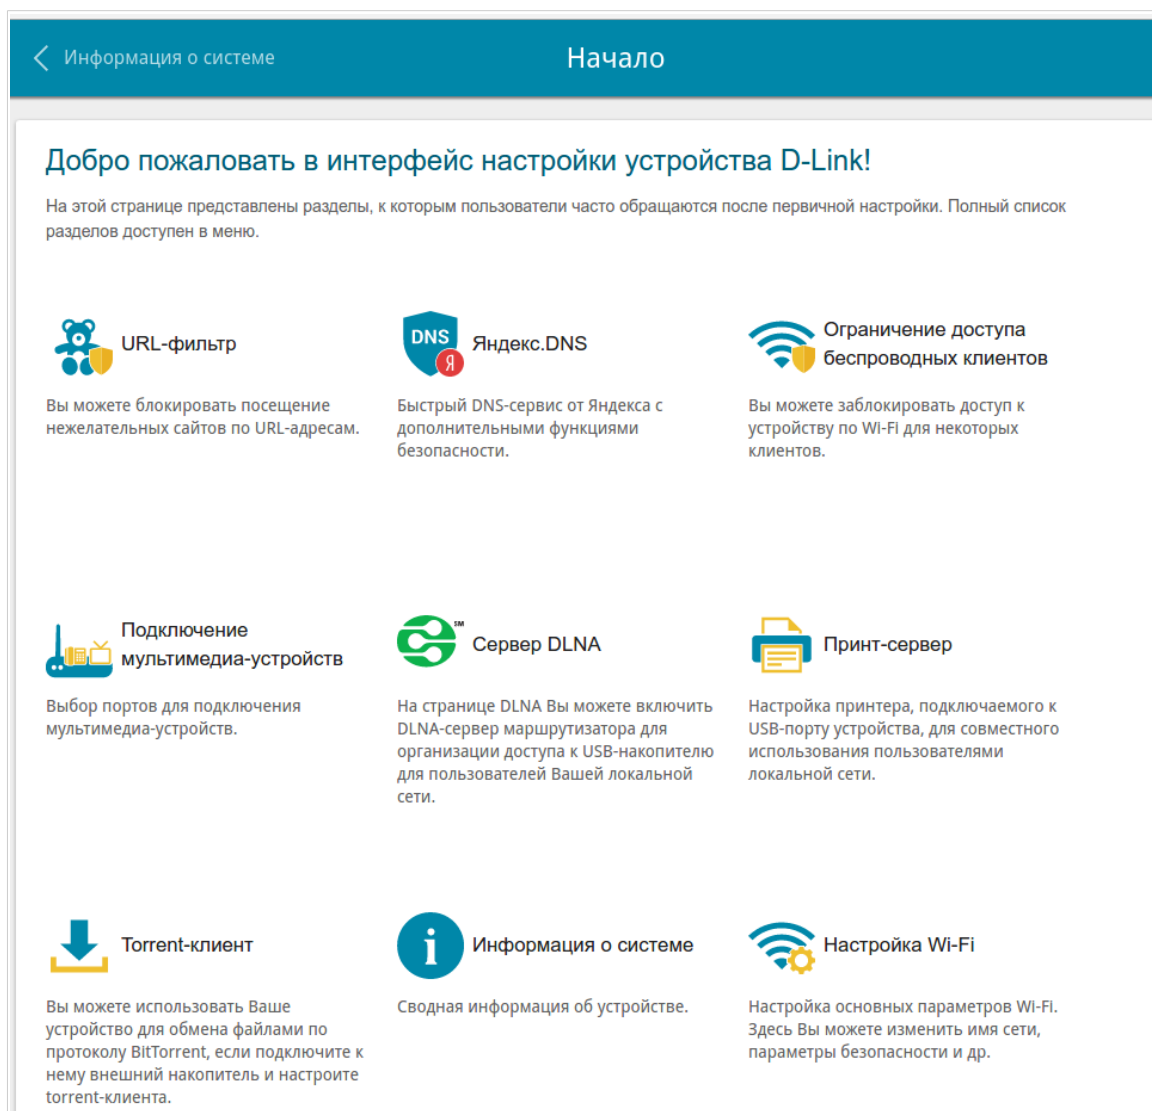 Информация о системе
Начало
Добро пожаловать в интерфейс настройки устройства D-Link!
На этой странице представлены разделы, к которым пользователи часто обращаются после первичной настройки. Полный список
разделов доступен в меню.
URL-фильтр
Вы можете блокировать посещение
нежелательных сайтов по URL-адресам.
DNS
Я
Яндекс.DNS
Быстрый DNS-сервис от Яндекса с
дополнительными функциями
безопасности.
Ограничение доступа
беспроводных клиентов
Вы можете заблокировать доступ к
устройству по Wi-Fi для некоторых
клиентов.
Подключение
мультимедиа-устройств
Выбор портов для подключения
мультимедиа-устройств.
SM
Сервер DLNA
На странице DLNA Вы можете включить
DLNA-сервер маршрутизатора для
организации доступа к USB-накопителю
для пользователей Вашей локальной
сети.
Принт-сервер
Настройка принтера, подключаемого к
USB-порту устройства, для совместного
использования пользователями
локальной сети.
Torrent-клиент
Вы можете использовать Ваше
устройство для обмена файлами по
протоколу BitTorrent, если подключите к
нему внешний накопитель и настроите
torrent-клиента.
i
Информация о системе
Сводная информация об устройстве.
Настройка Wi-Fi
Настройка основных параметров Wi-Fi.
Здесь Вы можете изменить имя сети,
параметры безопасности и др.